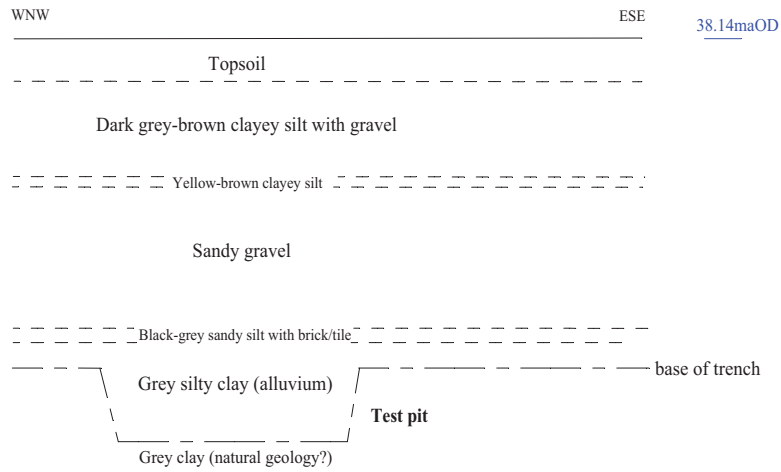 WNW
ESE
38.14maOD
Topsoil
Dark grey-brown clayey silt with gravel
Yellow-brown clayey silt
Sandy gravel
Black-grey sandy silt with brick/tile
base of trench
Grey silty clay (alluvium)
Test pit
Grey clay (natural geology?)